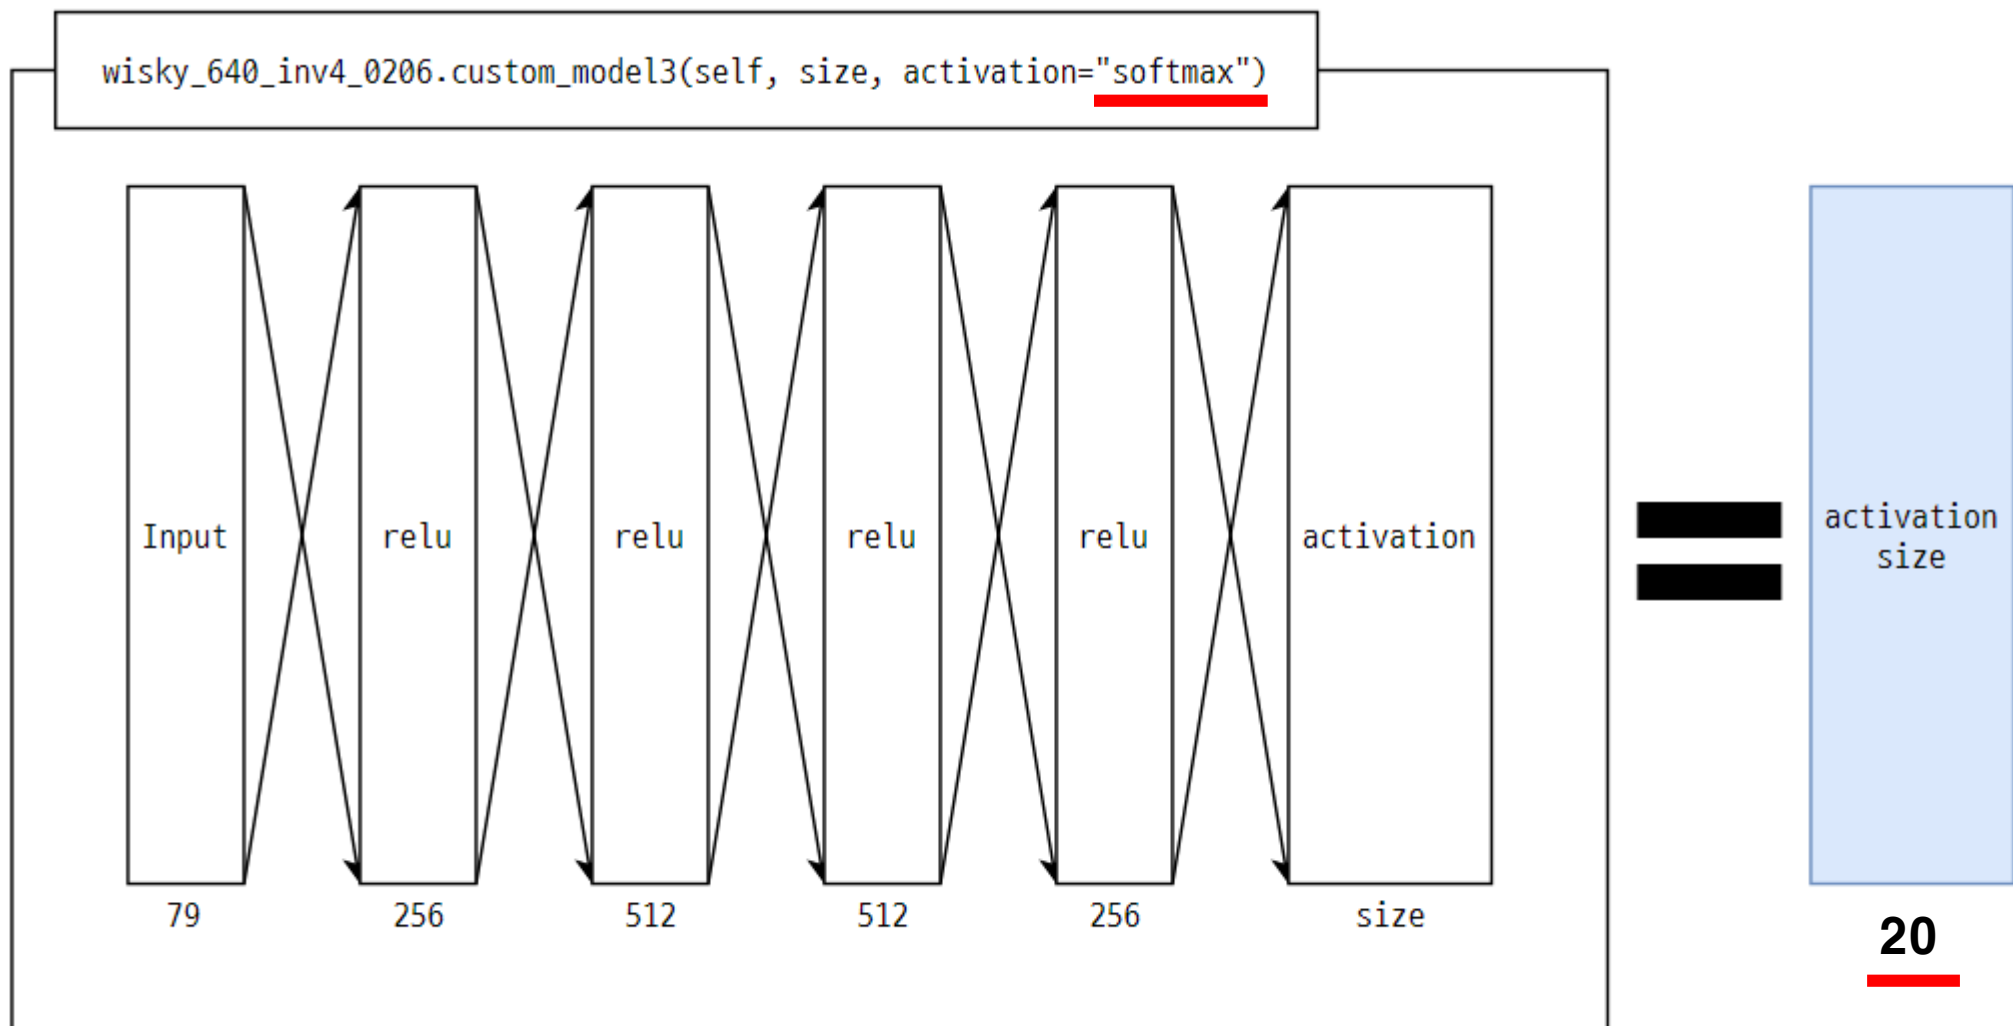 wisky_640_inv4_0206.custom_model3(self, size, activation="softmax")
Input
relu
relu
relu
relu
activation
activation
size
79
256
512
512
256
size
20